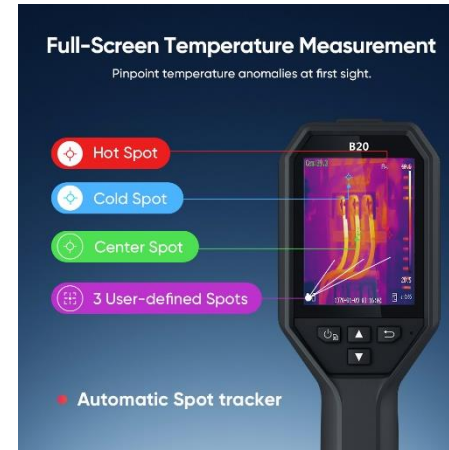 Full-Screen Temperature Measurement
Pinpoint temperature anomalies at first sight.
B20
Hot Spot
Cold Spot
Center Spot
3 User-defined Spots
Automatic Spot tracker